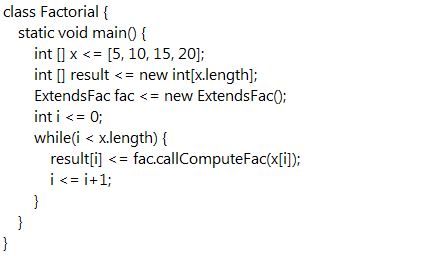 class Factorial {
static void main() {
int [] x <= [5, 10, 15, 20];
int [] result <= new int[x.length];
ExtendsFac fac <= new ExtendsFac();
int i <= 0;
while(i < x.length) {
result[i] <= fac.callComputeFac(x[i]);
i <= i+1;
}
}
}